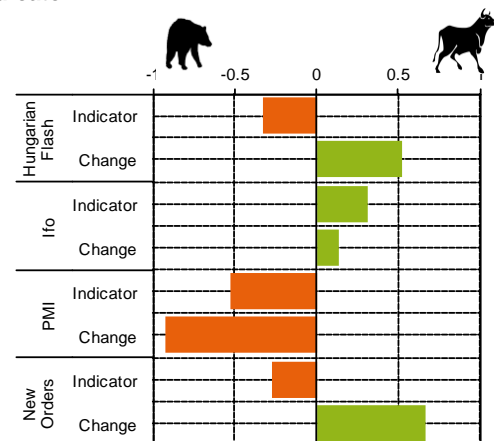 -1 -0.5 0 0.5 1
Hungarian
Flash
Indicator
Change
Ifo
Indicator
Change
PMI
Indicator
Change
New
Orders
Indicator
Change